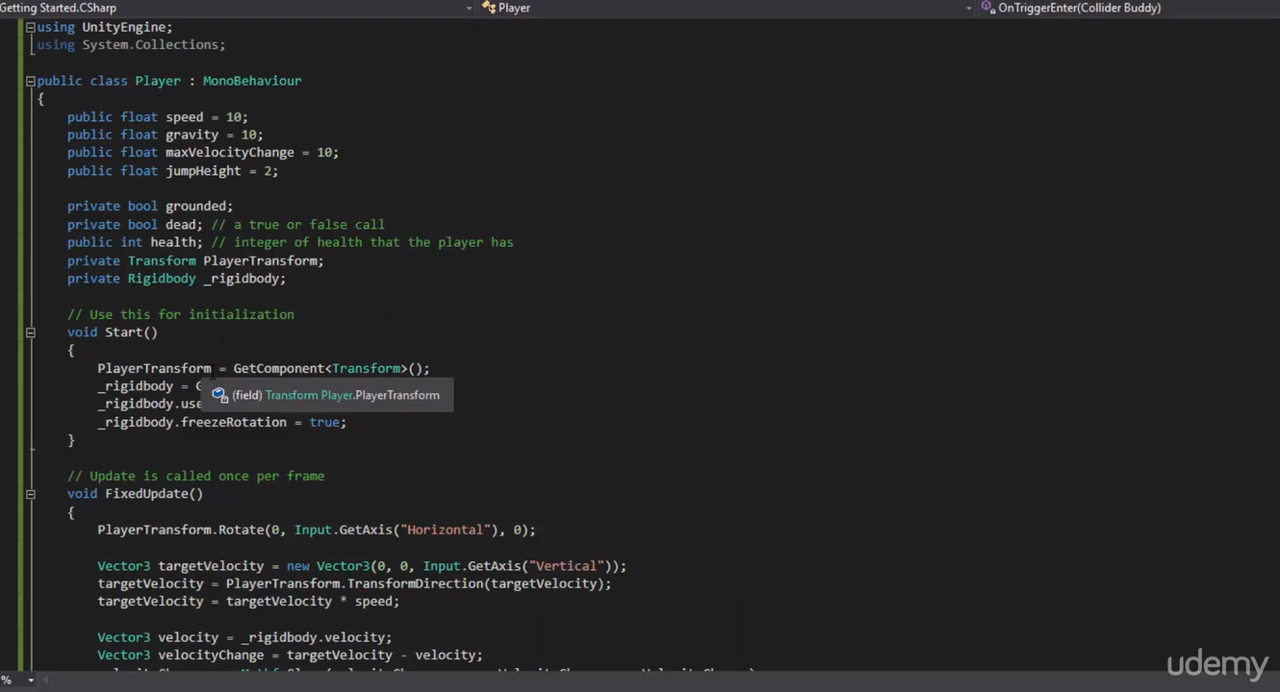 Getting Started.CSharp
Player
OnTriggerEnter(Collider Buddy)
using UnityEngine;
using System.Collections;
public class Player : MonoBehaviour
{
public float speed = 10;
public float gravity = 10;
public float maxVelocityChange = 10;
public float jumpHeight = 2;
private bool grounded;
private bool dead; // a true or false call
public int health; // integer of health that the player has
private Transform PlayerTransform;
private Rigidbody _rigidbody;
// Use this for initialization
void Start()
{
PlayerTransform = GetComponent<Transform>();
_rigidbody = G
(field) Transform Player.PlayerTransform
_rigidbody.use
_rigidbody.freezeRotation = true;
}
// Update is called once per frame
void FixedUpdate()
{
PlayerTransform.Rotate(0, Input.GetAxis("Horizontal"), 0);
Vector3 targetVelocity = new Vector3(0, 0, Input.GetAxis("Vertical"));
targetVelocity = PlayerTransform.TransformDirection(targetVelocity);
targetVelocity = targetVelocity * speed;
Vector3 velocity = _rigidbody.velocity;
Vector3 velocityChange = targetVelocity - velocity;
%
udemy